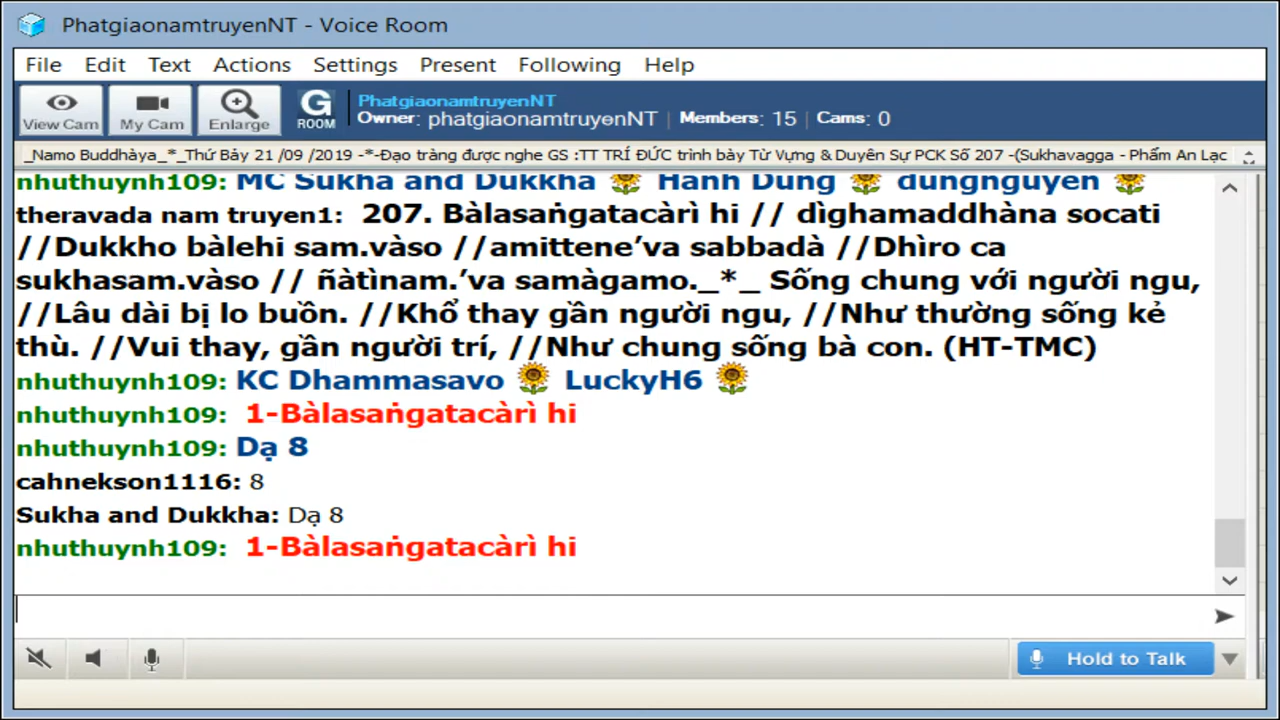 PhatgiaonamtruyenNT - Voice Room
File Edit Text Actions Settings Present Following Help
View Cam My Cam Enlarge G ROOM PhatgiaonamtruyenNT
Owner: phatgiaonamtruyenNT | Members: 15 | Cams: 0
_Namo Buddhàya_*_Thứ Bảy 21 /09 /2019 -*-Đạo tràng được nghe GS :TT TRÍ ĐỨC trình bày Từ Vựng & Duyên Sự PCK Số 207 -(Sukhavagga - Phẩm An Lạc
nhuthuynh109: MC Sukha and Dukkha 🌻 Hanh Dung 🌻 dungnguyen 🌻
theravada nam truyen1: 207. Bàlasaṅgatacàrì hi // dìghamaddhàna socati
//Dukkho bàlehi sam.vàso //amittene’va sabbadà //Dhìro ca
sukhasam.vàso // ñàtìnam.’va samàgamo._*_ Sống chung với người ngu,
//Lâu dài bị lo buồn. //Khổ thay gần người ngu, //Như thường sống kẻ
thù. //Vui thay, gần người trí, //Như chung sống bà con. (HT-TMC)
nhuthuynh109: KC Dhammasavo 🌻 LuckyH6 🌻
nhuthuynh109: 1-Bàlasaṅgatacàrì hi
nhuthuynh109: Dạ 8
cahnekson1116: 8
Sukha and Dukkha: Dạ 8
nhuthuynh109: 1-Bàlasaṅgatacàrì hi
Hold to Talk